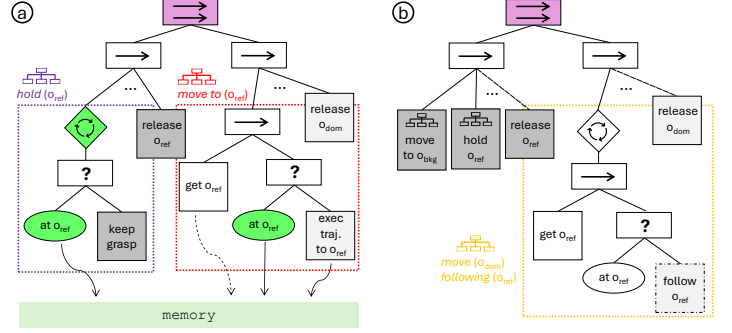 a
hold (o_ref)
...
release
o_ref
?
at o_ref
keep
grasp
move to (o_ref)
...
release
o_dom
get o_ref
?
at o_ref
exec
traj.
to o_ref
memory
b
...
move
to o_bkg
hold
o_ref
release
o_ref
...
release
o_dom
get o_ref
?
at o_ref
follow
o_ref
move (o_dom)
following (o_ref)